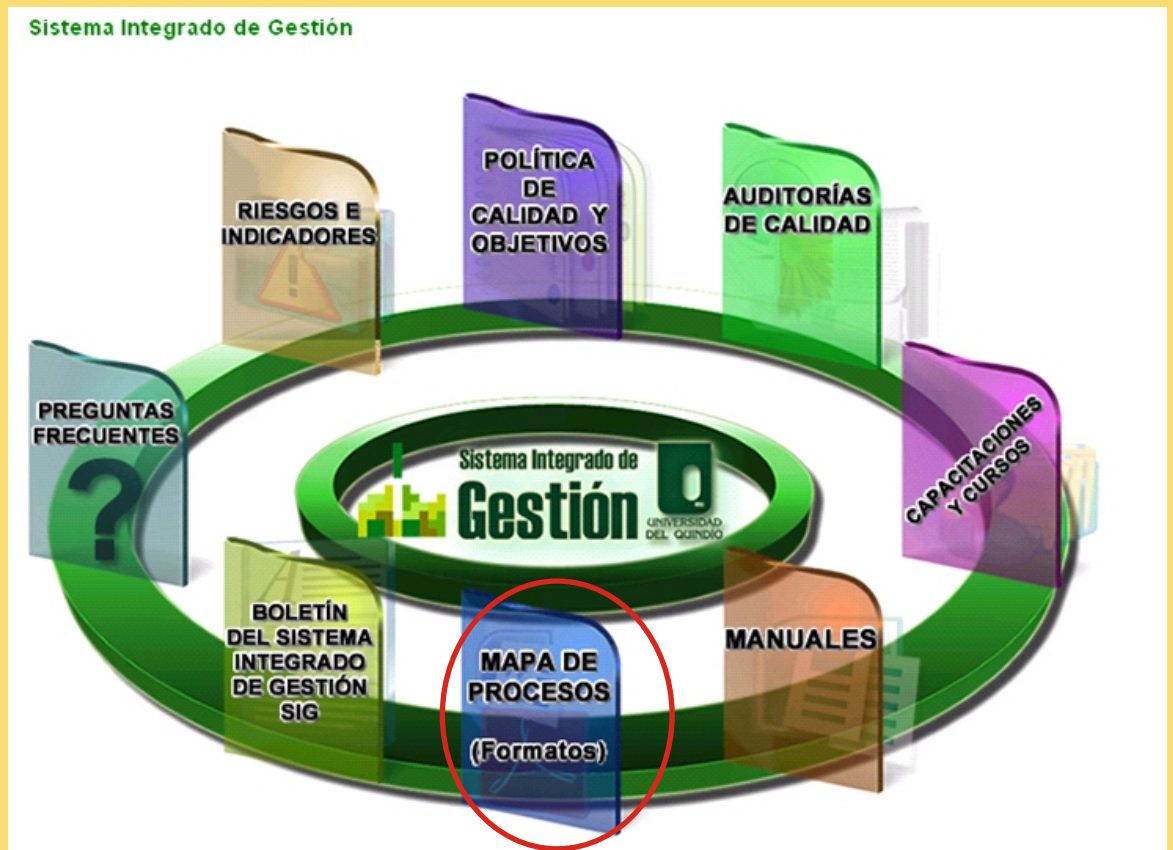 Sistema Integrado de Gestión
POLÍTICA
DE
CALIDAD Y
OBJETIVOS
RIESGOS E
INDICADORES
AUDITORÍAS
DE CALIDAD
PREGUNTAS
FRECUENTES
?
CAPACITACIONES
Y CURSOS
Sistema Integrado de
Gestión
UNIVERSIDAD
DEL QUINDÍO
BOLETÍN
DEL SISTEMA
INTEGRADO
DE GESTIÓN
SIG
MAPA DE
PROCESOS
(Formatos)
MANUALES